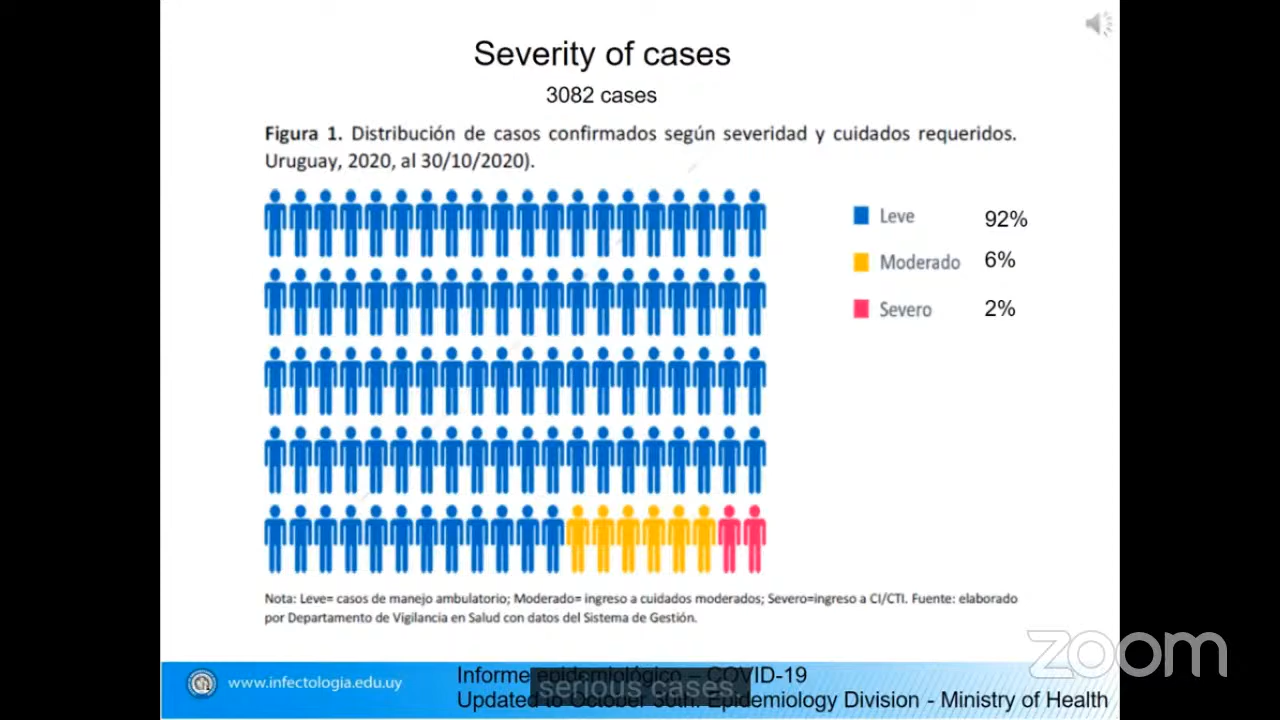 Severity of cases
3082 cases
Figura 1. Distribución de casos confirmados según severidad y cuidados requeridos.
Uruguay, 2020, al 30/10/2020).
Leve 92%
Moderado 6%
Severo 2%
Nota: Leve= casos de manejo ambulatorio; Moderado= ingreso a cuidados moderados; Severo=ingreso a CI/CTI. Fuente: elaborado
por Departamento de Vigilancia en Salud con datos del Sistema de Gestión.
zoom
www.infectologia.edu.uy
Informe epidemiológico – COVID-19
serious cases.
Updated to October 30th. Epidemiology Division - Ministry of Health